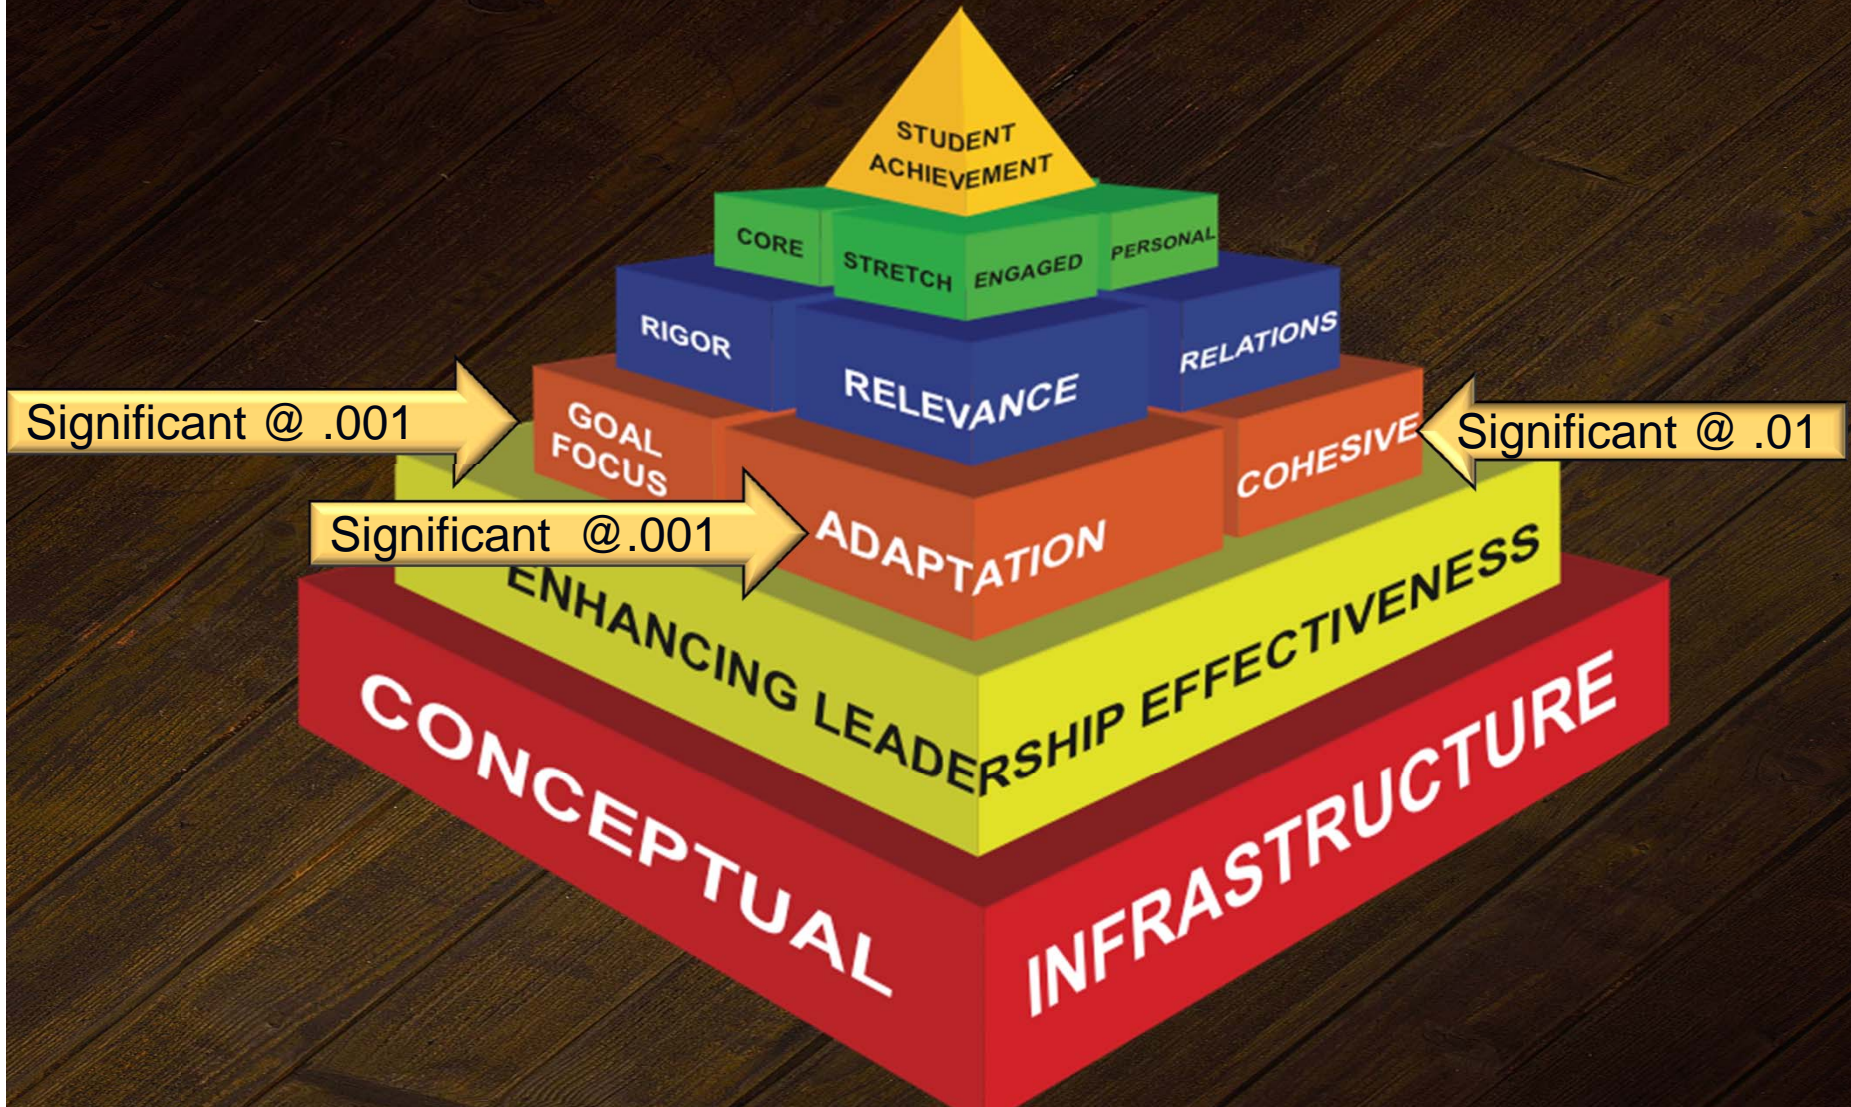 STUDENT
ACHIEVEMENT
CORE
STRETCH
ENGAGED
PERSONAL
RIGOR
RELEVANCE
RELATIONS
Significant @ .001
GOAL
FOCUS
COHESIVE
Significant @ .01
Significant @.001
ADAPTATION
ENHANCING LEADERSHIP EFFECTIVENESS
CONCEPTUAL
INFRASTRUCTURE